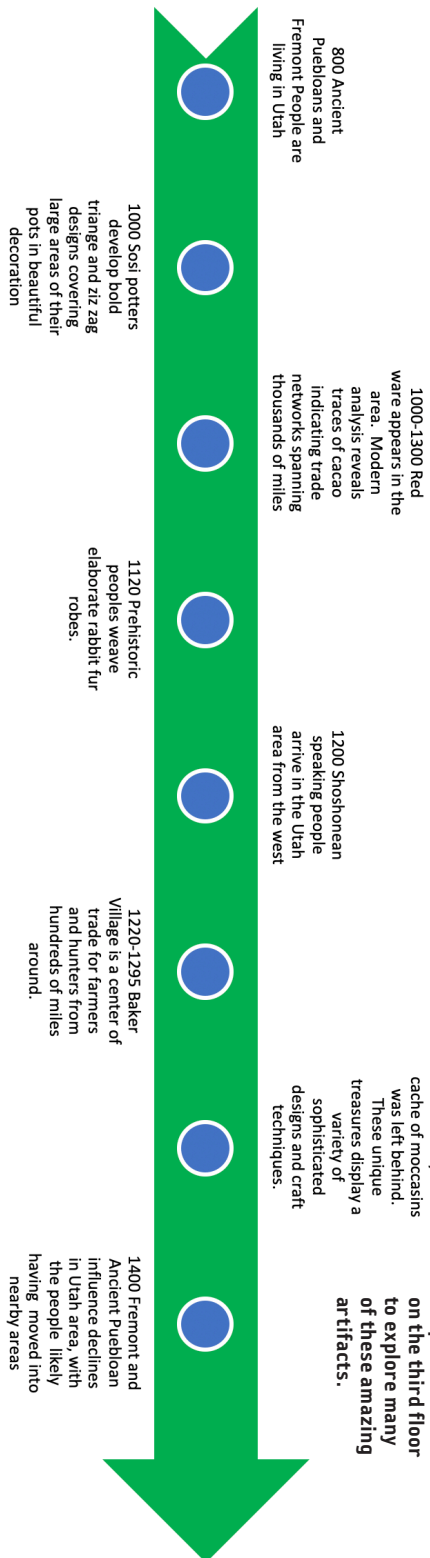 800 Ancient
Puebloans and
Fremont People are
living in Utah
1000 Sosi potters
develop bold
triange and ziz zag
designs covering
large areas of their
pots in beautiful
decoration
1000-1300 Red
ware appears in the
area.  Modern
analysis reveals
traces of cacao
indicating trade
networks spanning
thousands of miles
1120 Prehistoric
peoples weave
elaborate rabbit fur
robes.
1200 Shoshonean
speaking people
arrive in the Utah
area from the west
1220-1295 Baker
Village is a center of
trade for farmers
and hunters from
hundreds of miles
around.
cache of moccasins
was left behind.
These unique
treasures display a
variety of
sophisticated
designs and craft
techniques.
1400 Fremont and
Ancient Puebloan
influence declines
in Utah area, with
the people likely
having  moved into
nearby areas
on the third floor
to explore many
of these amazing
artifacts.